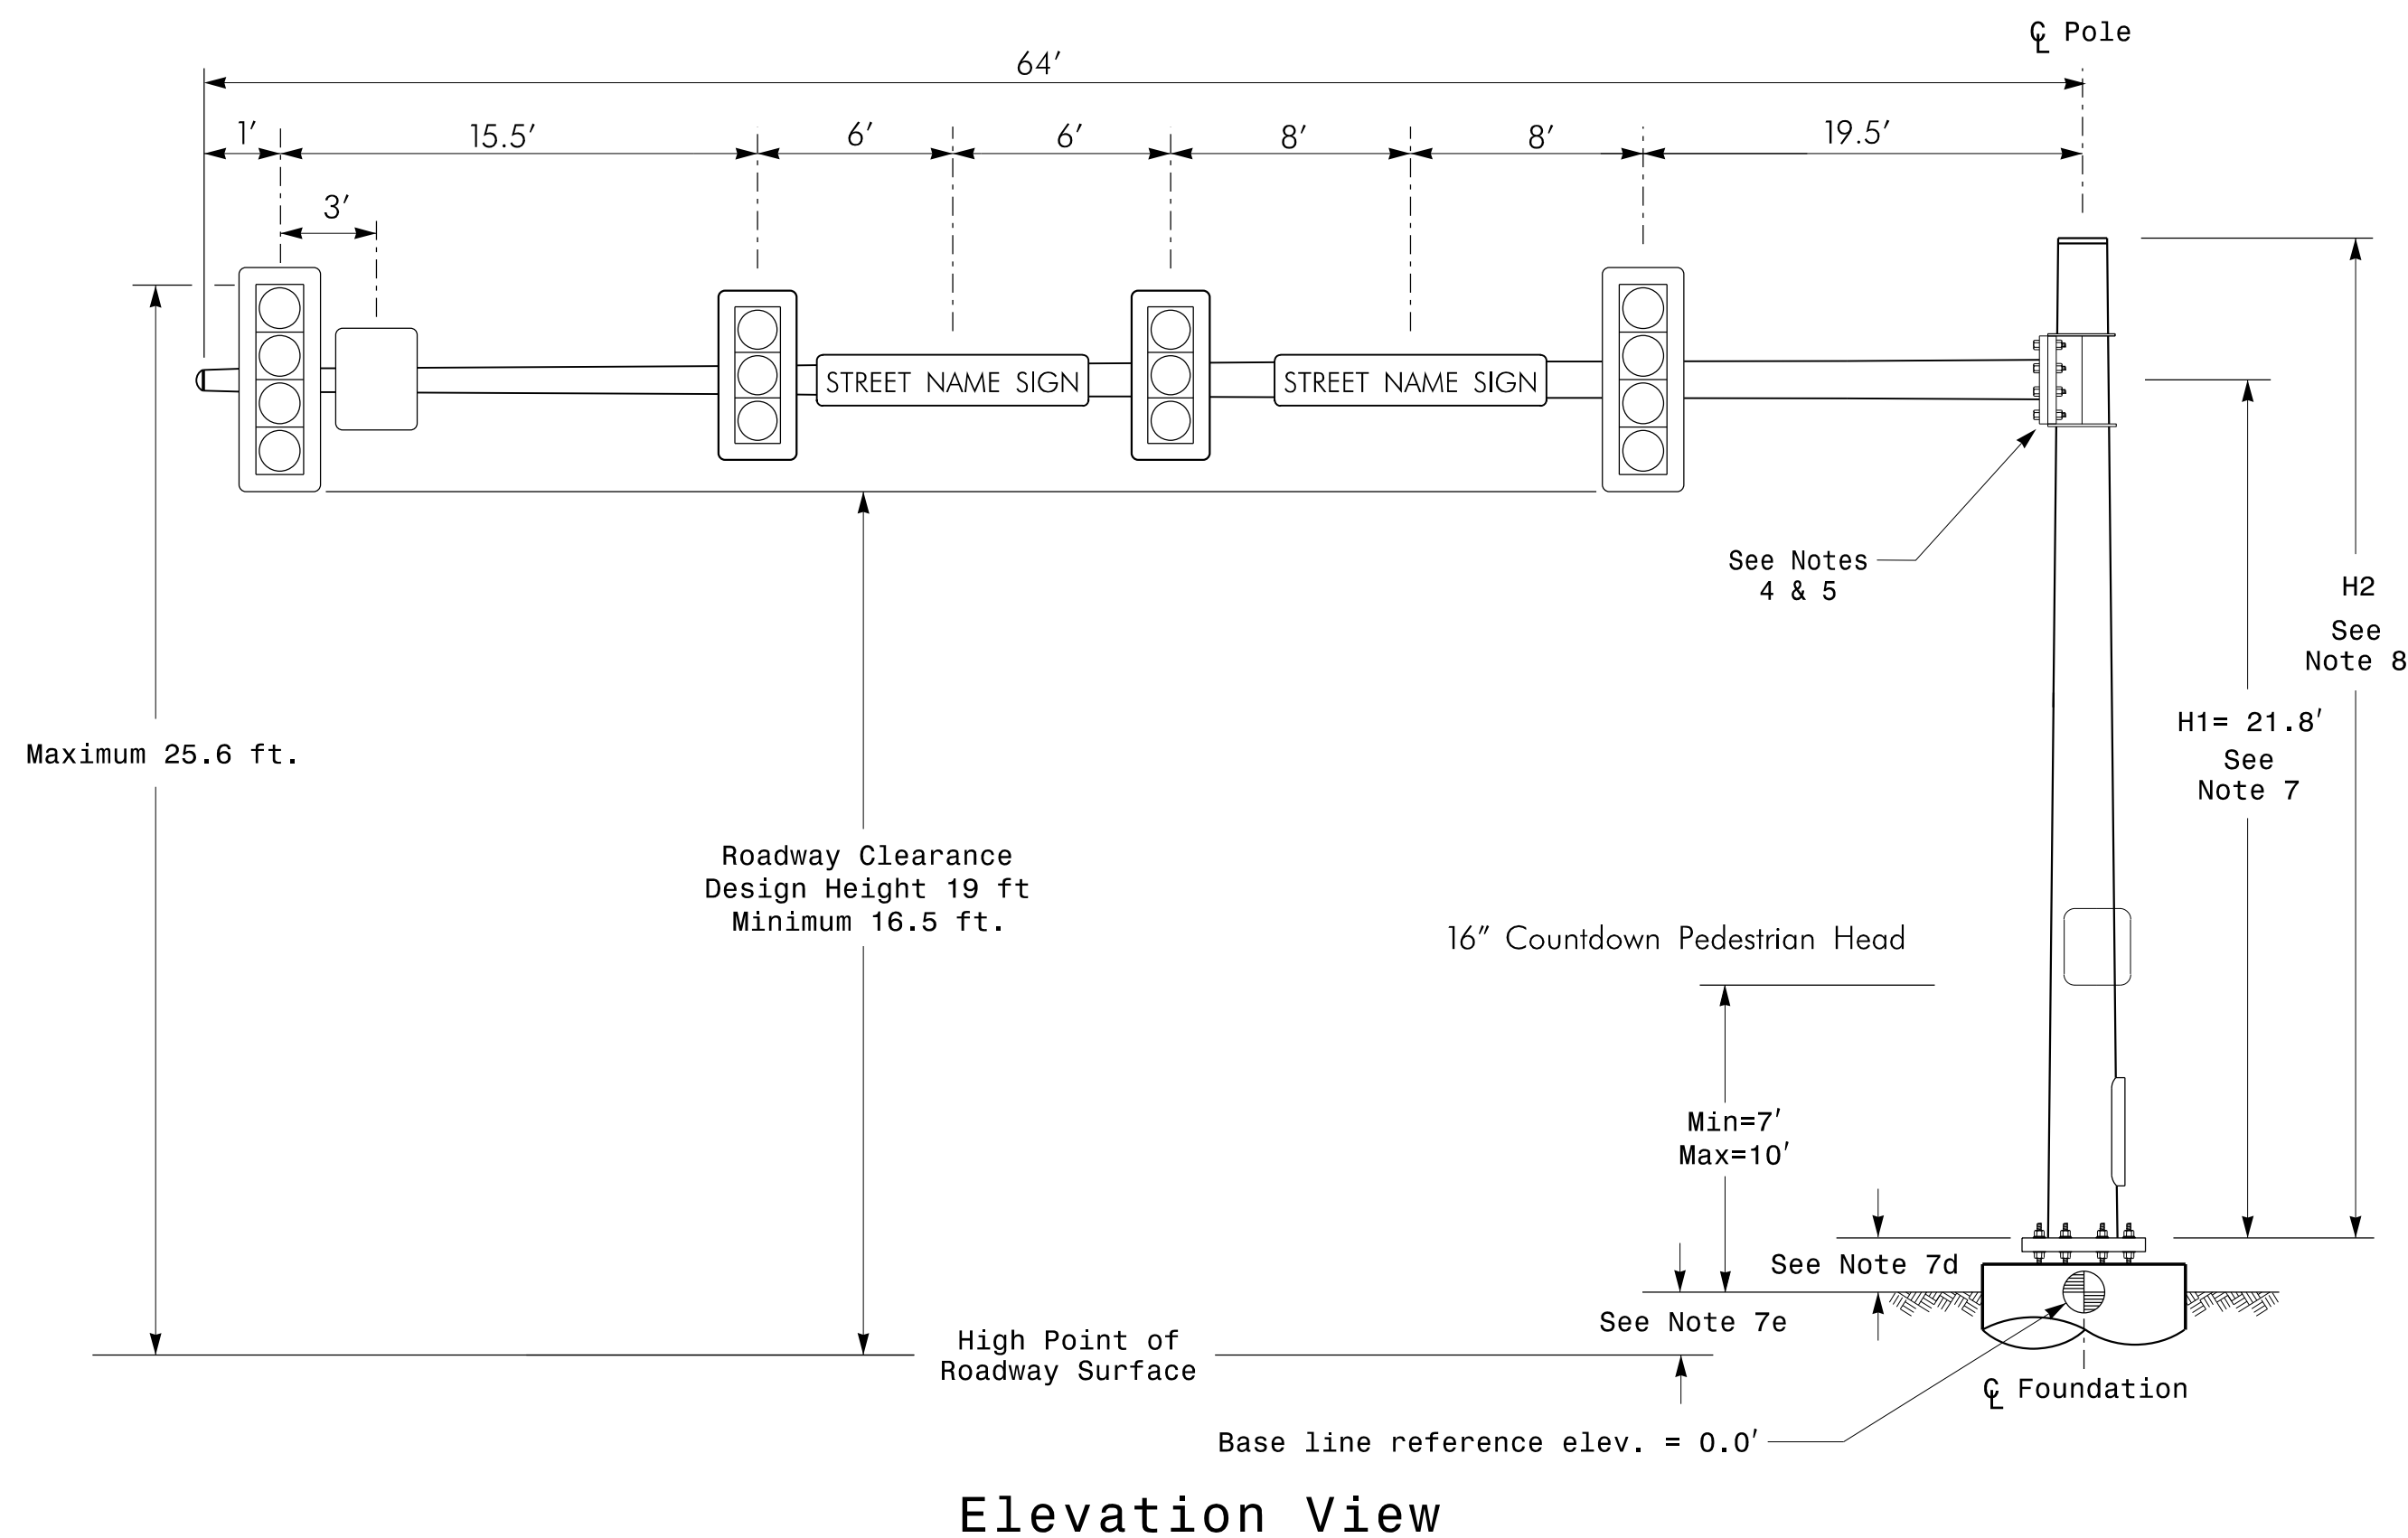 ℄ Pole
64′
1′
15.5′
6′
6′
8′
8′
19.5′
3′
STREET NAME SIGN
STREET NAME SIGN
See Notes
4 & 5
H2
See
Note 8
H1= 21.8′
See
Note 7
Maximum 25.6 ft.
Roadway Clearance
Design Height 19 ft
Minimum 16.5 ft.
16″ Countdown Pedestrian Head
Min=7′
Max=10′
See Note 7d
See Note 7e
High Point of
Roadway Surface
℄ Foundation
Base line reference elev. = 0.0′
Elevation View